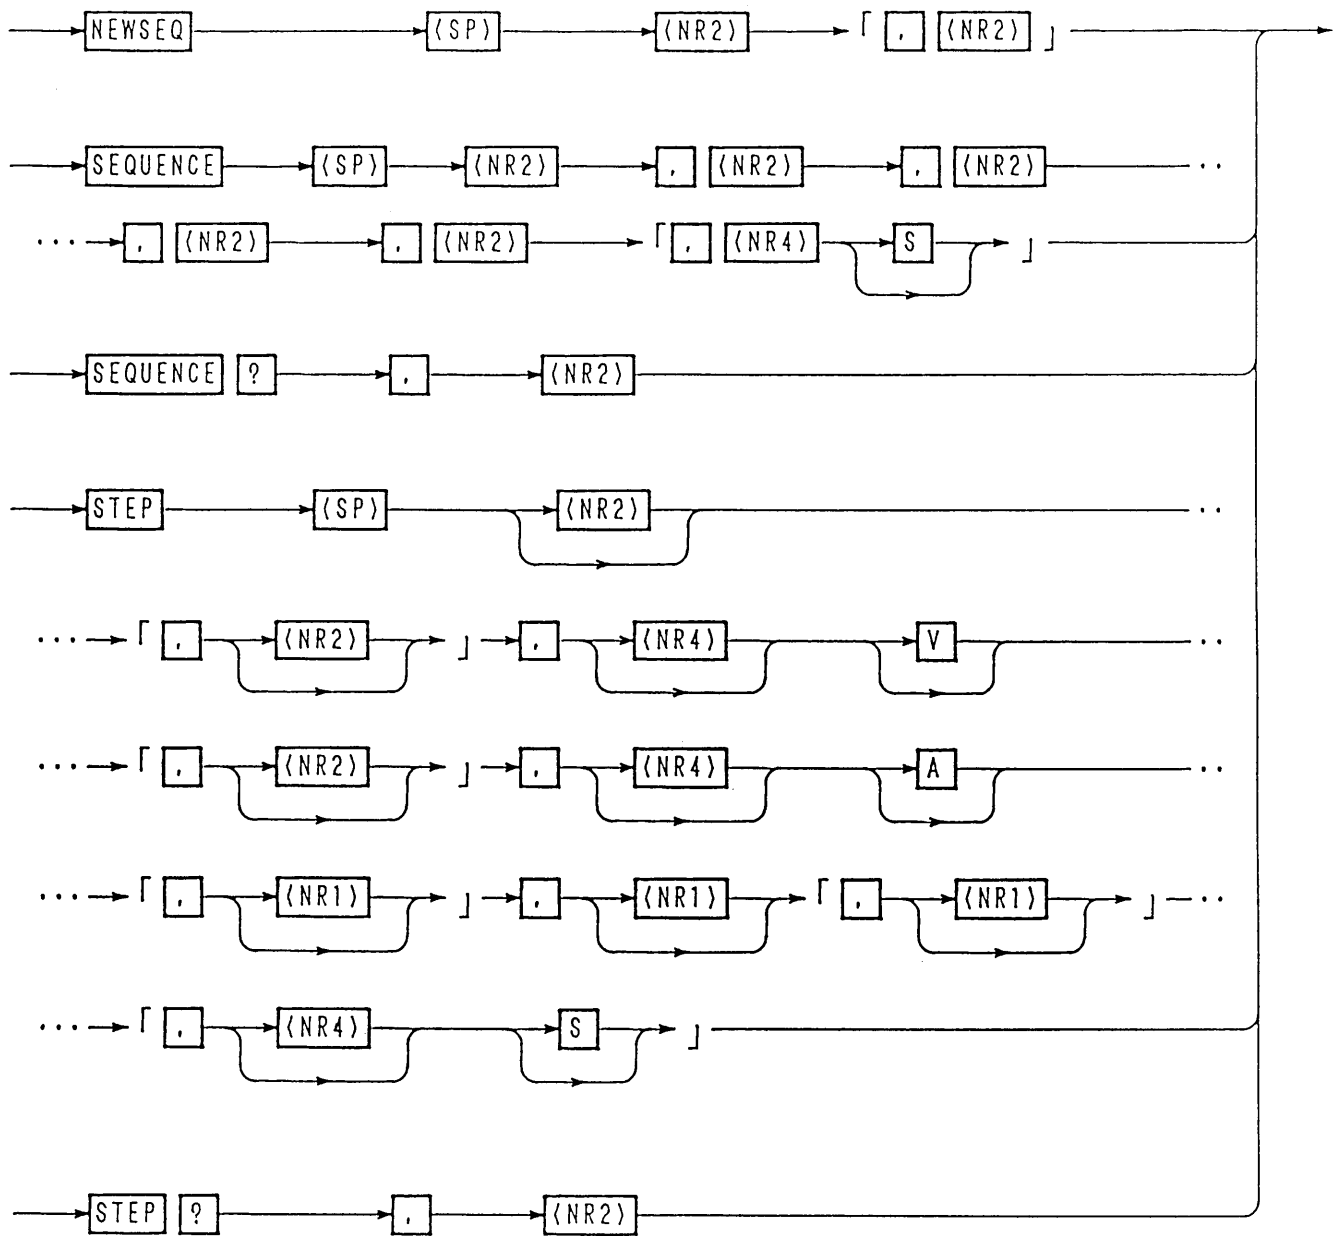 NEWSEQ ⟨SP⟩ ⟨NR2⟩ 「 , ⟨NR2⟩ 」
SEQUENCE ⟨SP⟩ ⟨NR2⟩ , ⟨NR2⟩ , ⟨NR2⟩ ··
··· , ⟨NR2⟩ , ⟨NR2⟩ 「 , ⟨NR4⟩ S 」
SEQUENCE ? , ⟨NR2⟩
STEP ⟨SP⟩ ⟨NR2⟩ ··
··· 「 , ⟨NR2⟩ 」 , ⟨NR4⟩ V ··
··· 「 , ⟨NR2⟩ 」 , ⟨NR4⟩ A ··
··· 「 , ⟨NR1⟩ 」 , ⟨NR1⟩ 「 , ⟨NR1⟩ 」 ··
··· 「 , ⟨NR4⟩ S 」
STEP ? , ⟨NR2⟩